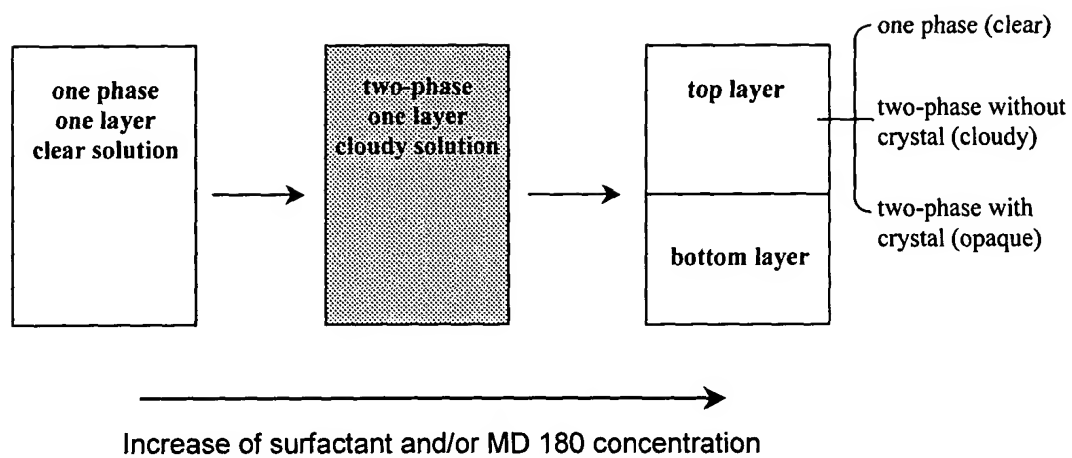 one phase
one layer
clear solution
two-phase
one layer
cloudy solution
top layer
bottom layer
one phase (clear)
two-phase without
crystal (cloudy)
two-phase with
crystal (opaque)
Increase of surfactant and/or MD 180 concentration